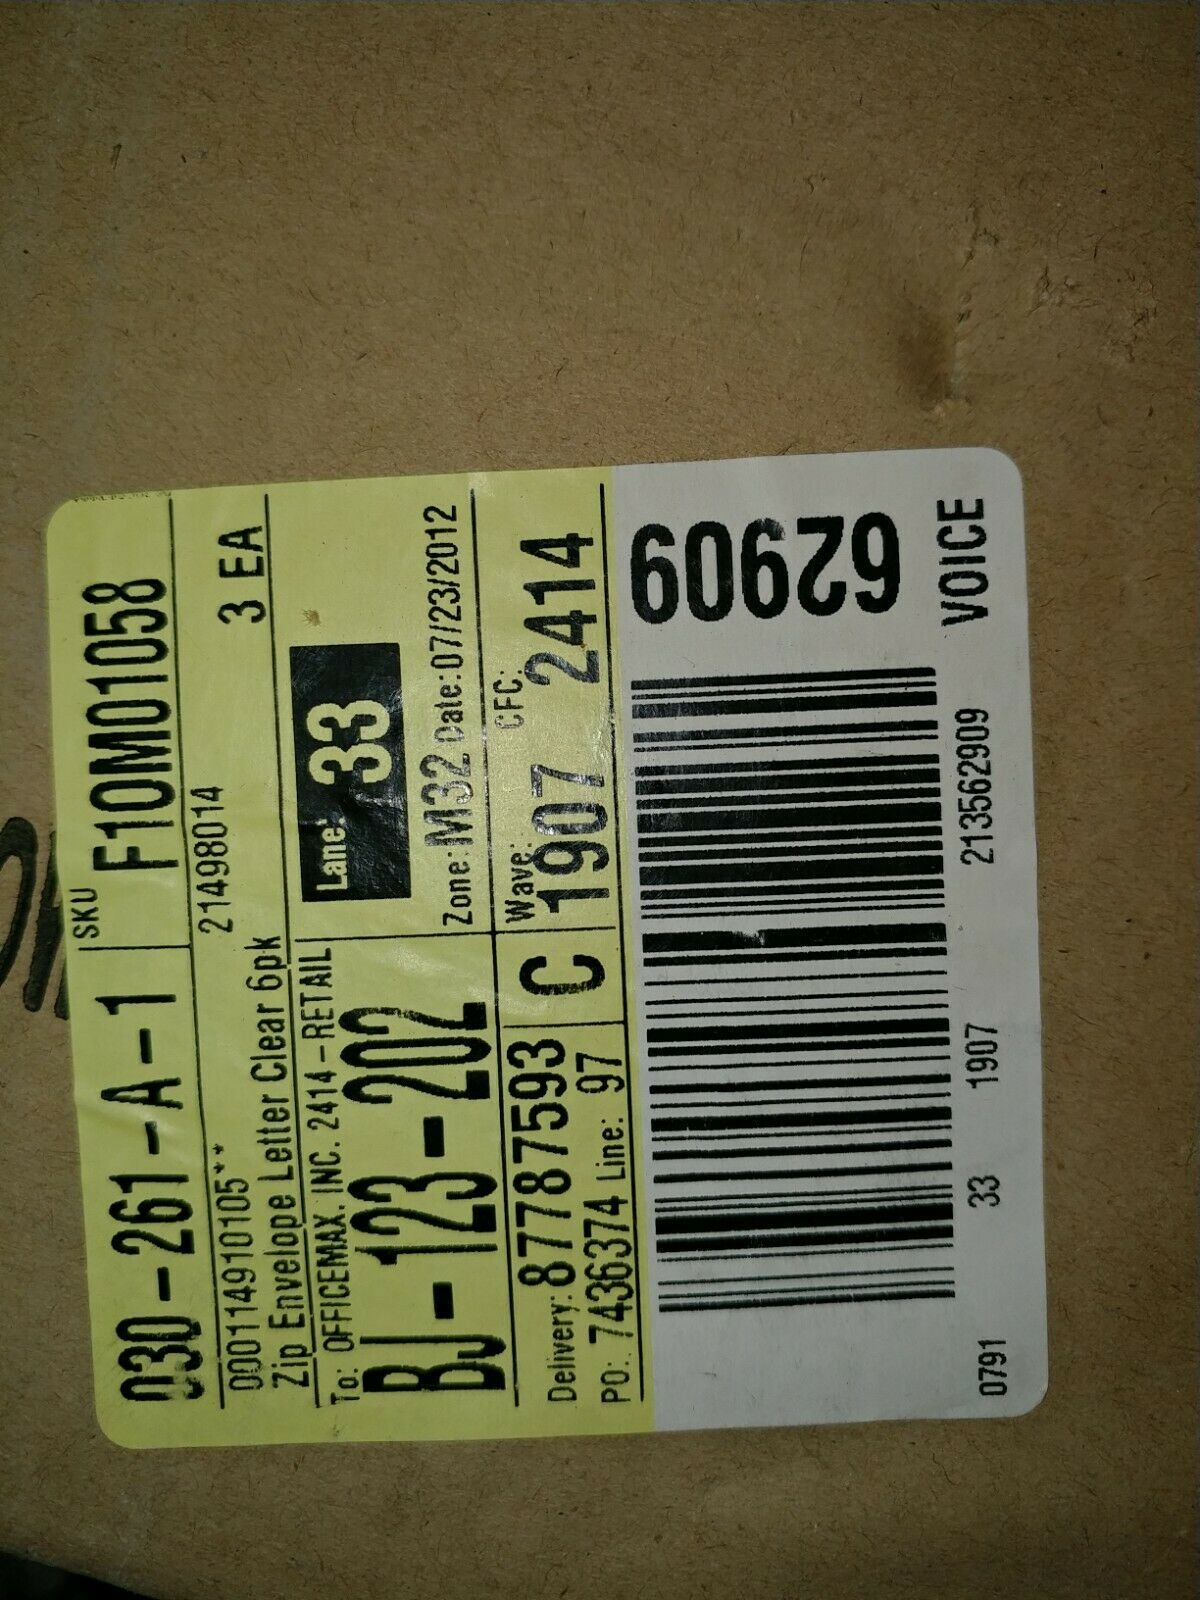 030-261-A-1 SKU F10M01058
000114910105** 21498014 3 EA
Zip Envelope Letter Clear 6pk
To: OFFICEMAX, INC. 2414-RETAIL
Lane: 33
BJ-123-202
Zone: M32 Date: 07/23/2012
Delivery: 87787593 C Wave: 1907 CFC: 2414
PO: 7436374 Line: 97
62909
0791 33 1907 213562909 VOICE